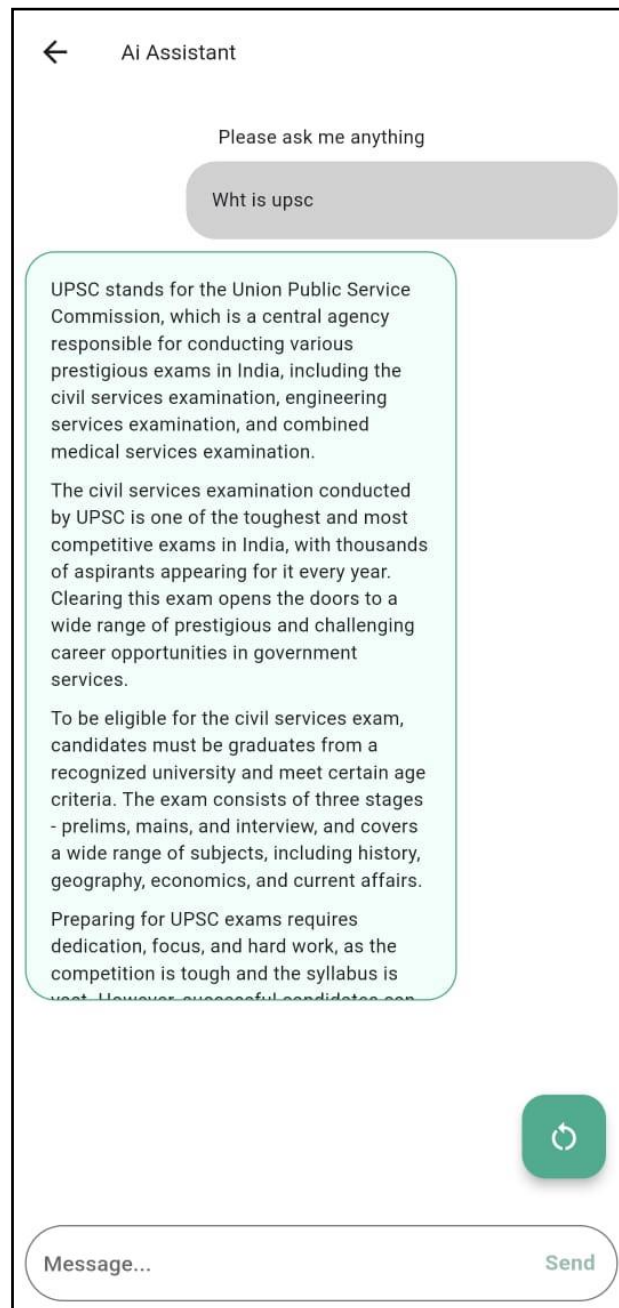 Ai Assistant
Please ask me anything
Wht is upsc
UPSC stands for the Union Public Service
Commission, which is a central agency
responsible for conducting various
prestigious exams in India, including the
civil services examination, engineering
services examination, and combined
medical services examination.
The civil services examination conducted
by UPSC is one of the toughest and most
competitive exams in India, with thousands
of aspirants appearing for it every year.
Clearing this exam opens the doors to a
wide range of prestigious and challenging
career opportunities in government
services.
To be eligible for the civil services exam,
candidates must be graduates from a
recognized university and meet certain age
criteria. The exam consists of three stages
- prelims, mains, and interview, and covers
a wide range of subjects, including history,
geography, economics, and current affairs.
Preparing for UPSC exams requires
dedication, focus, and hard work, as the
competition is tough and the syllabus is
vast. However, successful candidates can
Message...
Send